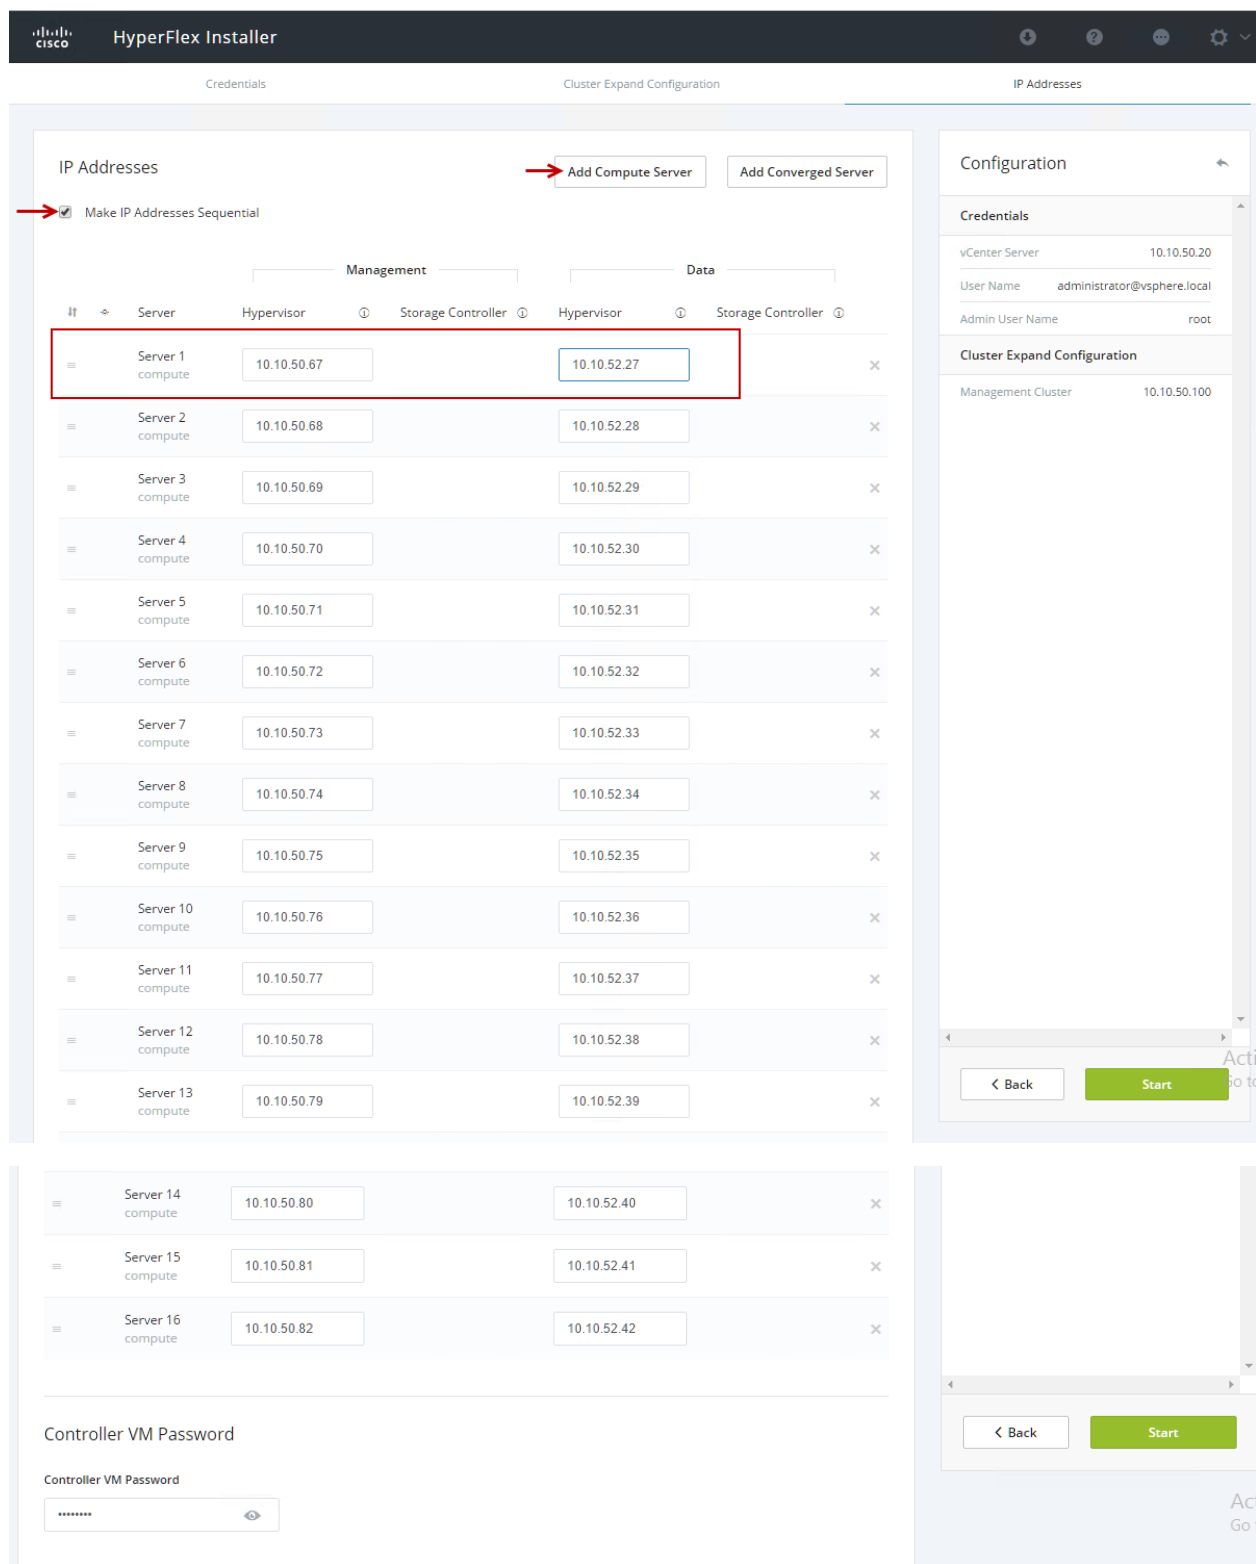 CISCO HyperFlex Installer
Credentials Cluster Expand Configuration IP Addresses
IP Addresses
Add Compute Server Add Converged Server
Make IP Addresses Sequential
Management Data
Server Hypervisor Storage Controller Hypervisor Storage Controller
Server 1
compute
10.10.50.67 10.10.52.27
Server 2
compute
10.10.50.68 10.10.52.28
Server 3
compute
10.10.50.69 10.10.52.29
Server 4
compute
10.10.50.70 10.10.52.30
Server 5
compute
10.10.50.71 10.10.52.31
Server 6
compute
10.10.50.72 10.10.52.32
Server 7
compute
10.10.50.73 10.10.52.33
Server 8
compute
10.10.50.74 10.10.52.34
Server 9
compute
10.10.50.75 10.10.52.35
Server 10
compute
10.10.50.76 10.10.52.36
Server 11
compute
10.10.50.77 10.10.52.37
Server 12
compute
10.10.50.78 10.10.52.38
Server 13
compute
10.10.50.79 10.10.52.39
Configuration
Credentials
vCenter Server 10.10.50.20
User Name administrator@vsphere.local
Admin User Name root
Cluster Expand Configuration
Management Cluster 10.10.50.100
Back Start
Acti
Go to
Server 14
compute
10.10.50.80 10.10.52.40
Server 15
compute
10.10.50.81 10.10.52.41
Server 16
compute
10.10.50.82 10.10.52.42
Controller VM Password
Controller VM Password
••••••••
Back Start
Act
Go